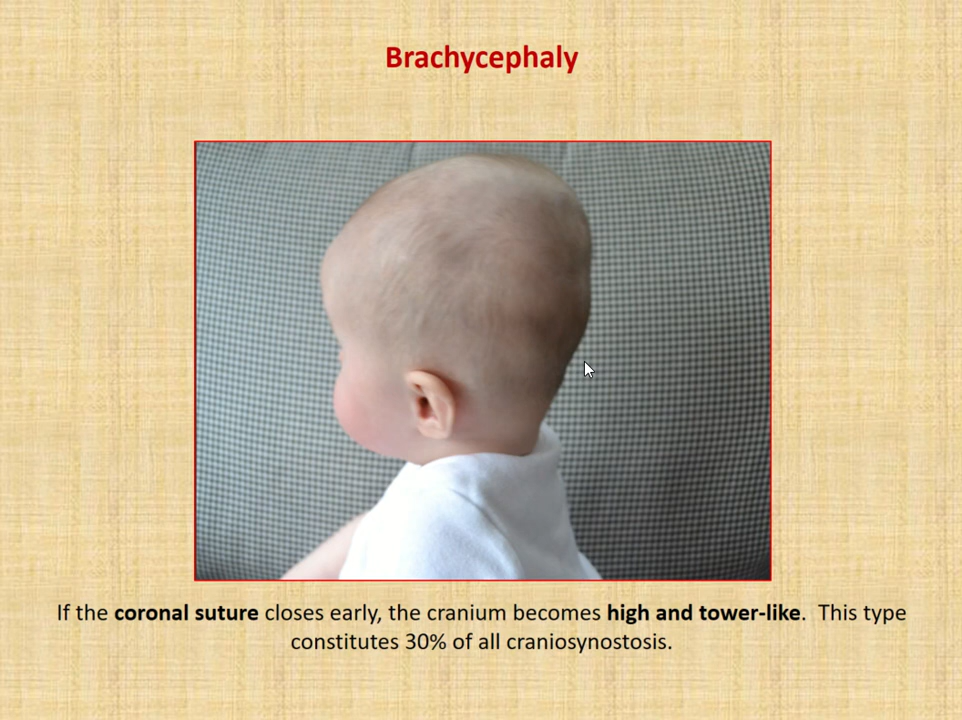 Brachycephaly
If the coronal suture closes early, the cranium becomes high and tower-like.  This type
constitutes 30% of all craniosynostosis.